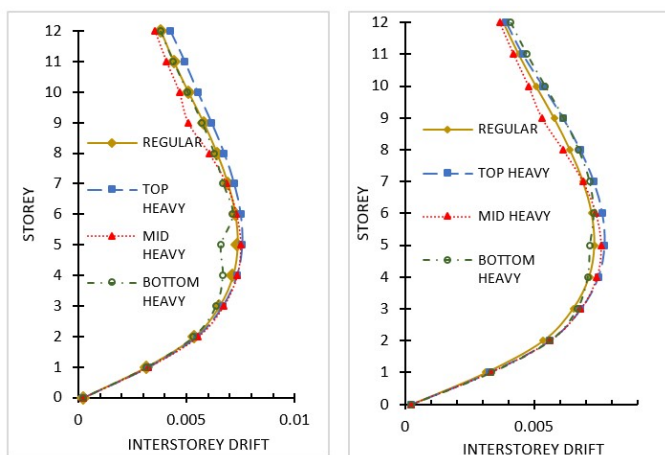 12
11
10
9
8
7
6
5
4
3
2
1
0
STOREY
REGULAR
TOP
HEAVY
MID
HEAVY
BOTTOM
HEAVY
0
0.005
0.01
INTERSTOREY DRIFT
12
11
10
9
8
7
6
5
4
3
2
1
0
STOREY
REGULAR
TOP HEAVY
MID HEAVY
BOTTOM
HEAVY
0
0.005
INTERSTOREY DRIFT